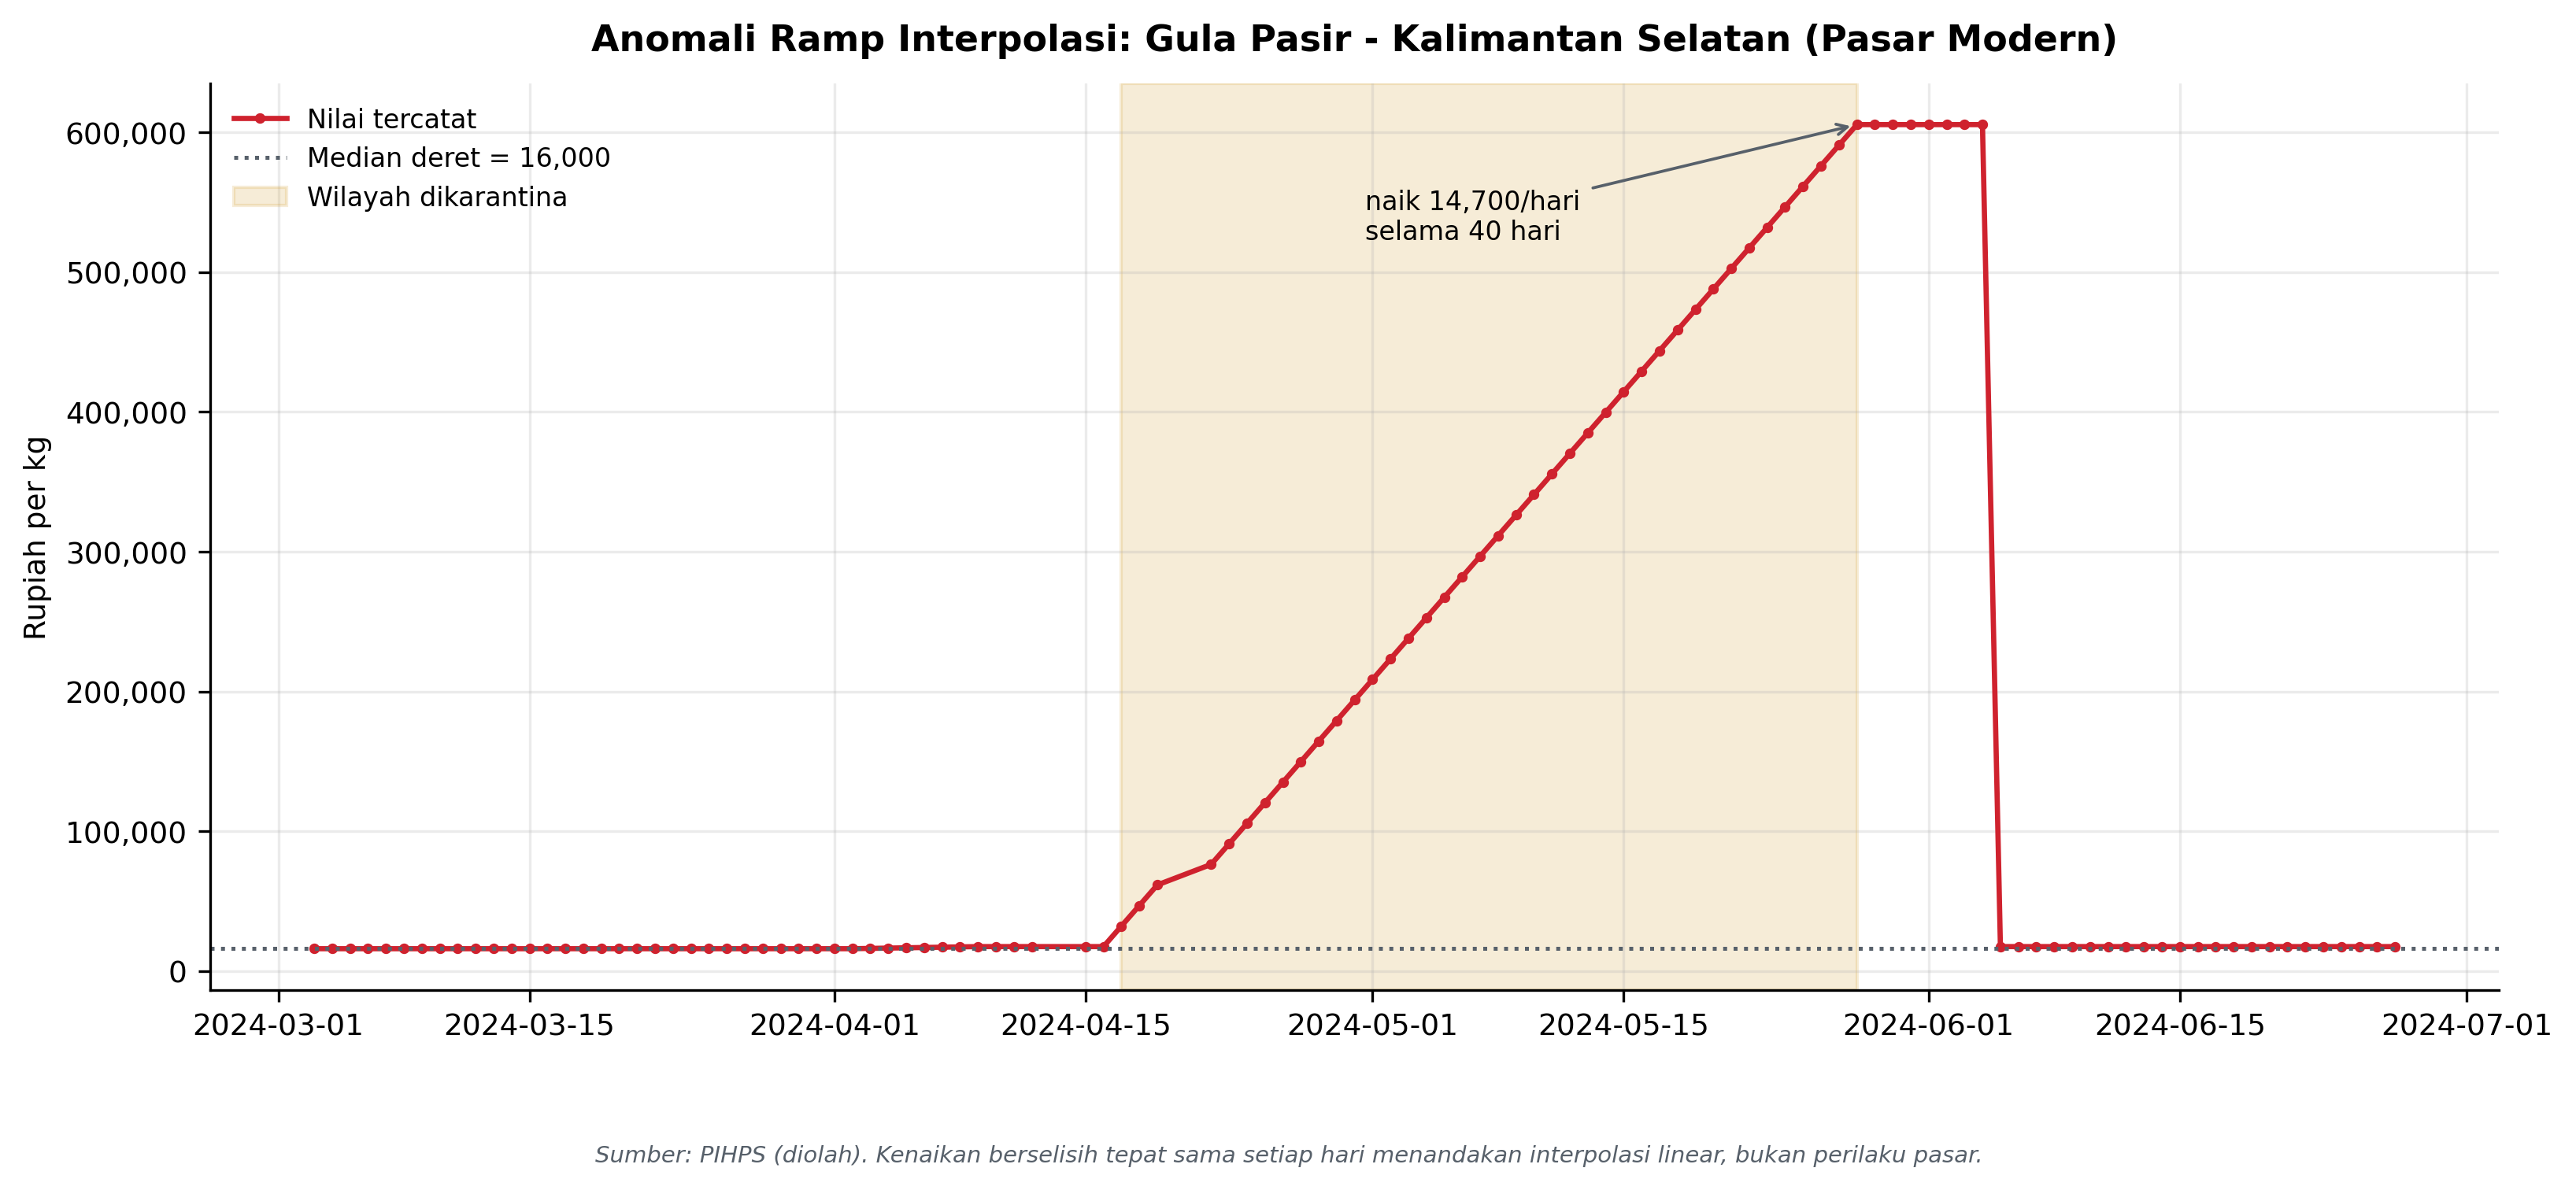 Anomali Ramp Interpolasi: Gula Pasir - Kalimantan Selatan (Pasar Modern)
Nilai tercatat
Median deret = 16,000
Wilayah dikarantina
naik 14,700/hari
selama 40 hari
Rupiah per kg
600,000
500,000
400,000
300,000
200,000
100,000
0
2024-03-01
2024-03-15
2024-04-01
2024-04-15
2024-05-01
2024-05-15
2024-06-01
2024-06-15
2024-07-01
Sumber: PIHPS (diolah). Kenaikan berselisih tepat sama setiap hari menandakan interpolasi linear, bukan perilaku pasar.